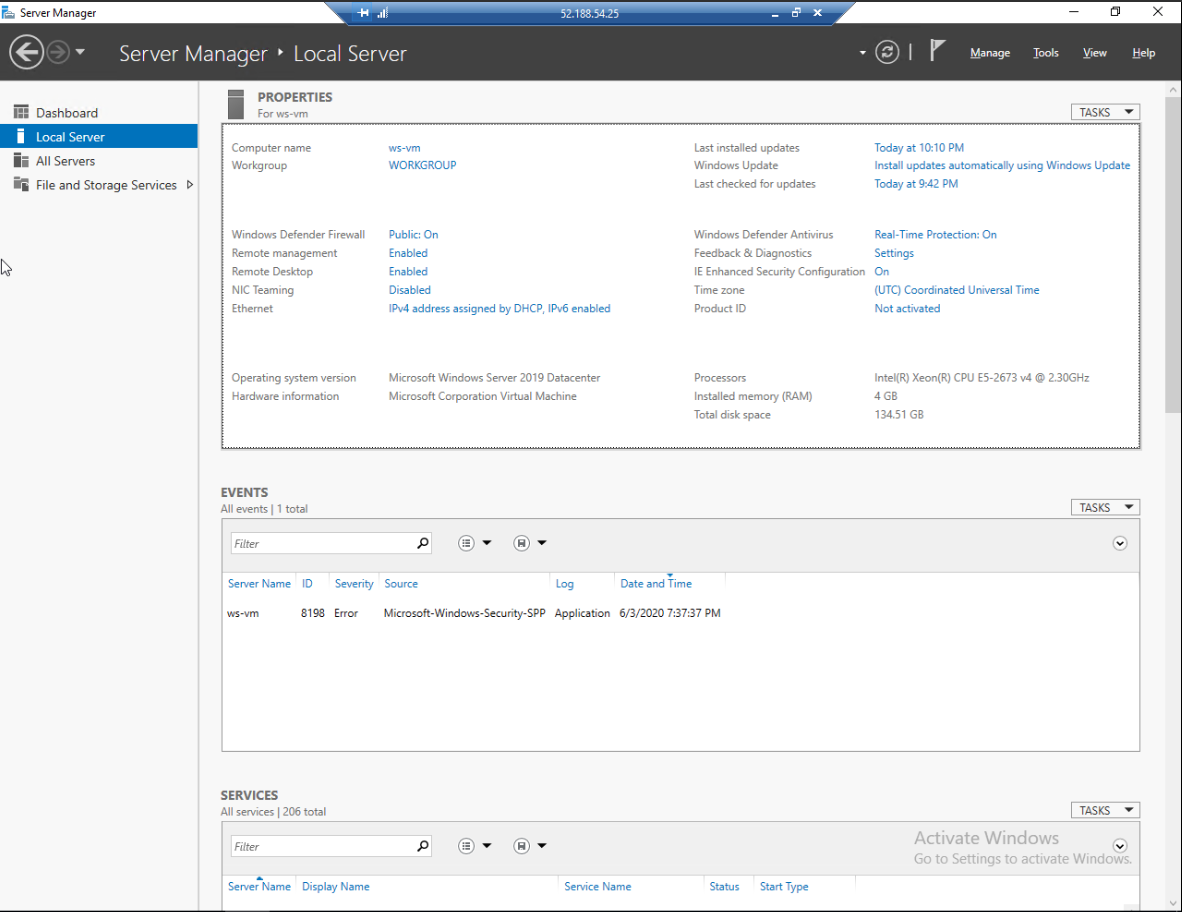 Server Manager
52.188.54.25
Server Manager • Local Server
Manage Tools View Help
Dashboard
Local Server
All Servers
File and Storage Services
PROPERTIES
For ws-vm
TASKS
Computer name ws-vm
Workgroup WORKGROUP
Last installed updates Today at 10:10 PM
Windows Update Install updates automatically using Windows Update
Last checked for updates Today at 9:42 PM
Windows Defender Firewall Public: On
Remote management Enabled
Remote Desktop Enabled
NIC Teaming Disabled
Ethernet IPv4 address assigned by DHCP, IPv6 enabled
Windows Defender Antivirus Real-Time Protection: On
Feedback & Diagnostics Settings
IE Enhanced Security Configuration On
Time zone (UTC) Coordinated Universal Time
Product ID Not activated
Operating system version Microsoft Windows Server 2019 Datacenter
Hardware information Microsoft Corporation Virtual Machine
Processors Intel(R) Xeon(R) CPU E5-2673 v4 @ 2.30GHz
Installed memory (RAM) 4 GB
Total disk space 134.51 GB
EVENTS
All events | 1 total
TASKS
Filter
Server Name ID Severity Source Log Date and Time
ws-vm 8198 Error Microsoft-Windows-Security-SPP Application 6/3/2020 7:37:37 PM
SERVICES
All services | 206 total
TASKS
Filter
Activate Windows
Go to Settings to activate Windows.
Server Name Display Name Service Name Status Start Type